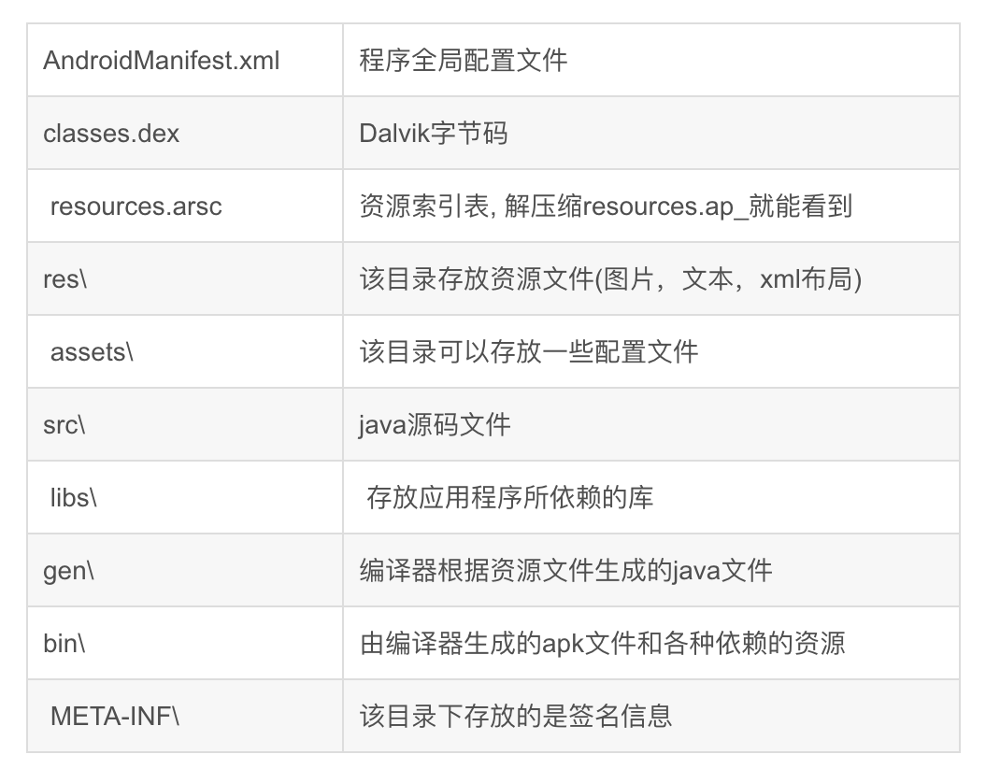 AndroidManifest.xml 程序全局配置文件
classes.dex Dalvik字节码
resources.arsc 资源索引表, 解压缩resources.ap_就能看到
res\ 该目录存放资源文件(图片，文本，xml布局)
assets\ 该目录可以存放一些配置文件
src\ java源码文件
libs\ 存放应用程序所依赖的库
gen\ 编译器根据资源文件生成的java文件
bin\ 由编译器生成的apk文件和各种依赖的资源
META-INF\ 该目录下存放的是签名信息